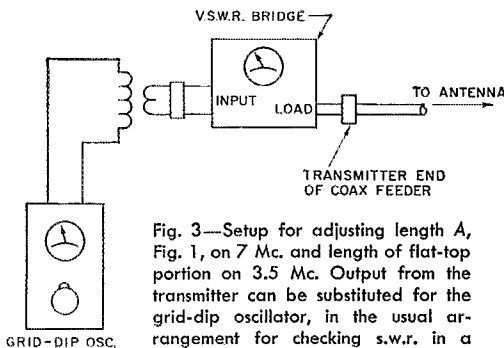 V.S.W.R. BRIDGE
INPUT
LOAD
TO ANTENNA
TRANSMITTER END
OF COAX FEEDER
GRID-DIP OSC.
Fig. 3—Setup for adjusting length A,
Fig. 1, on 7 Mc. and length of flat-top
portion on 3.5 Mc. Output from the
transmitter can be substituted for the
grid-dip oscillator, in the usual ar-
rangement for checking s.w.r. in a